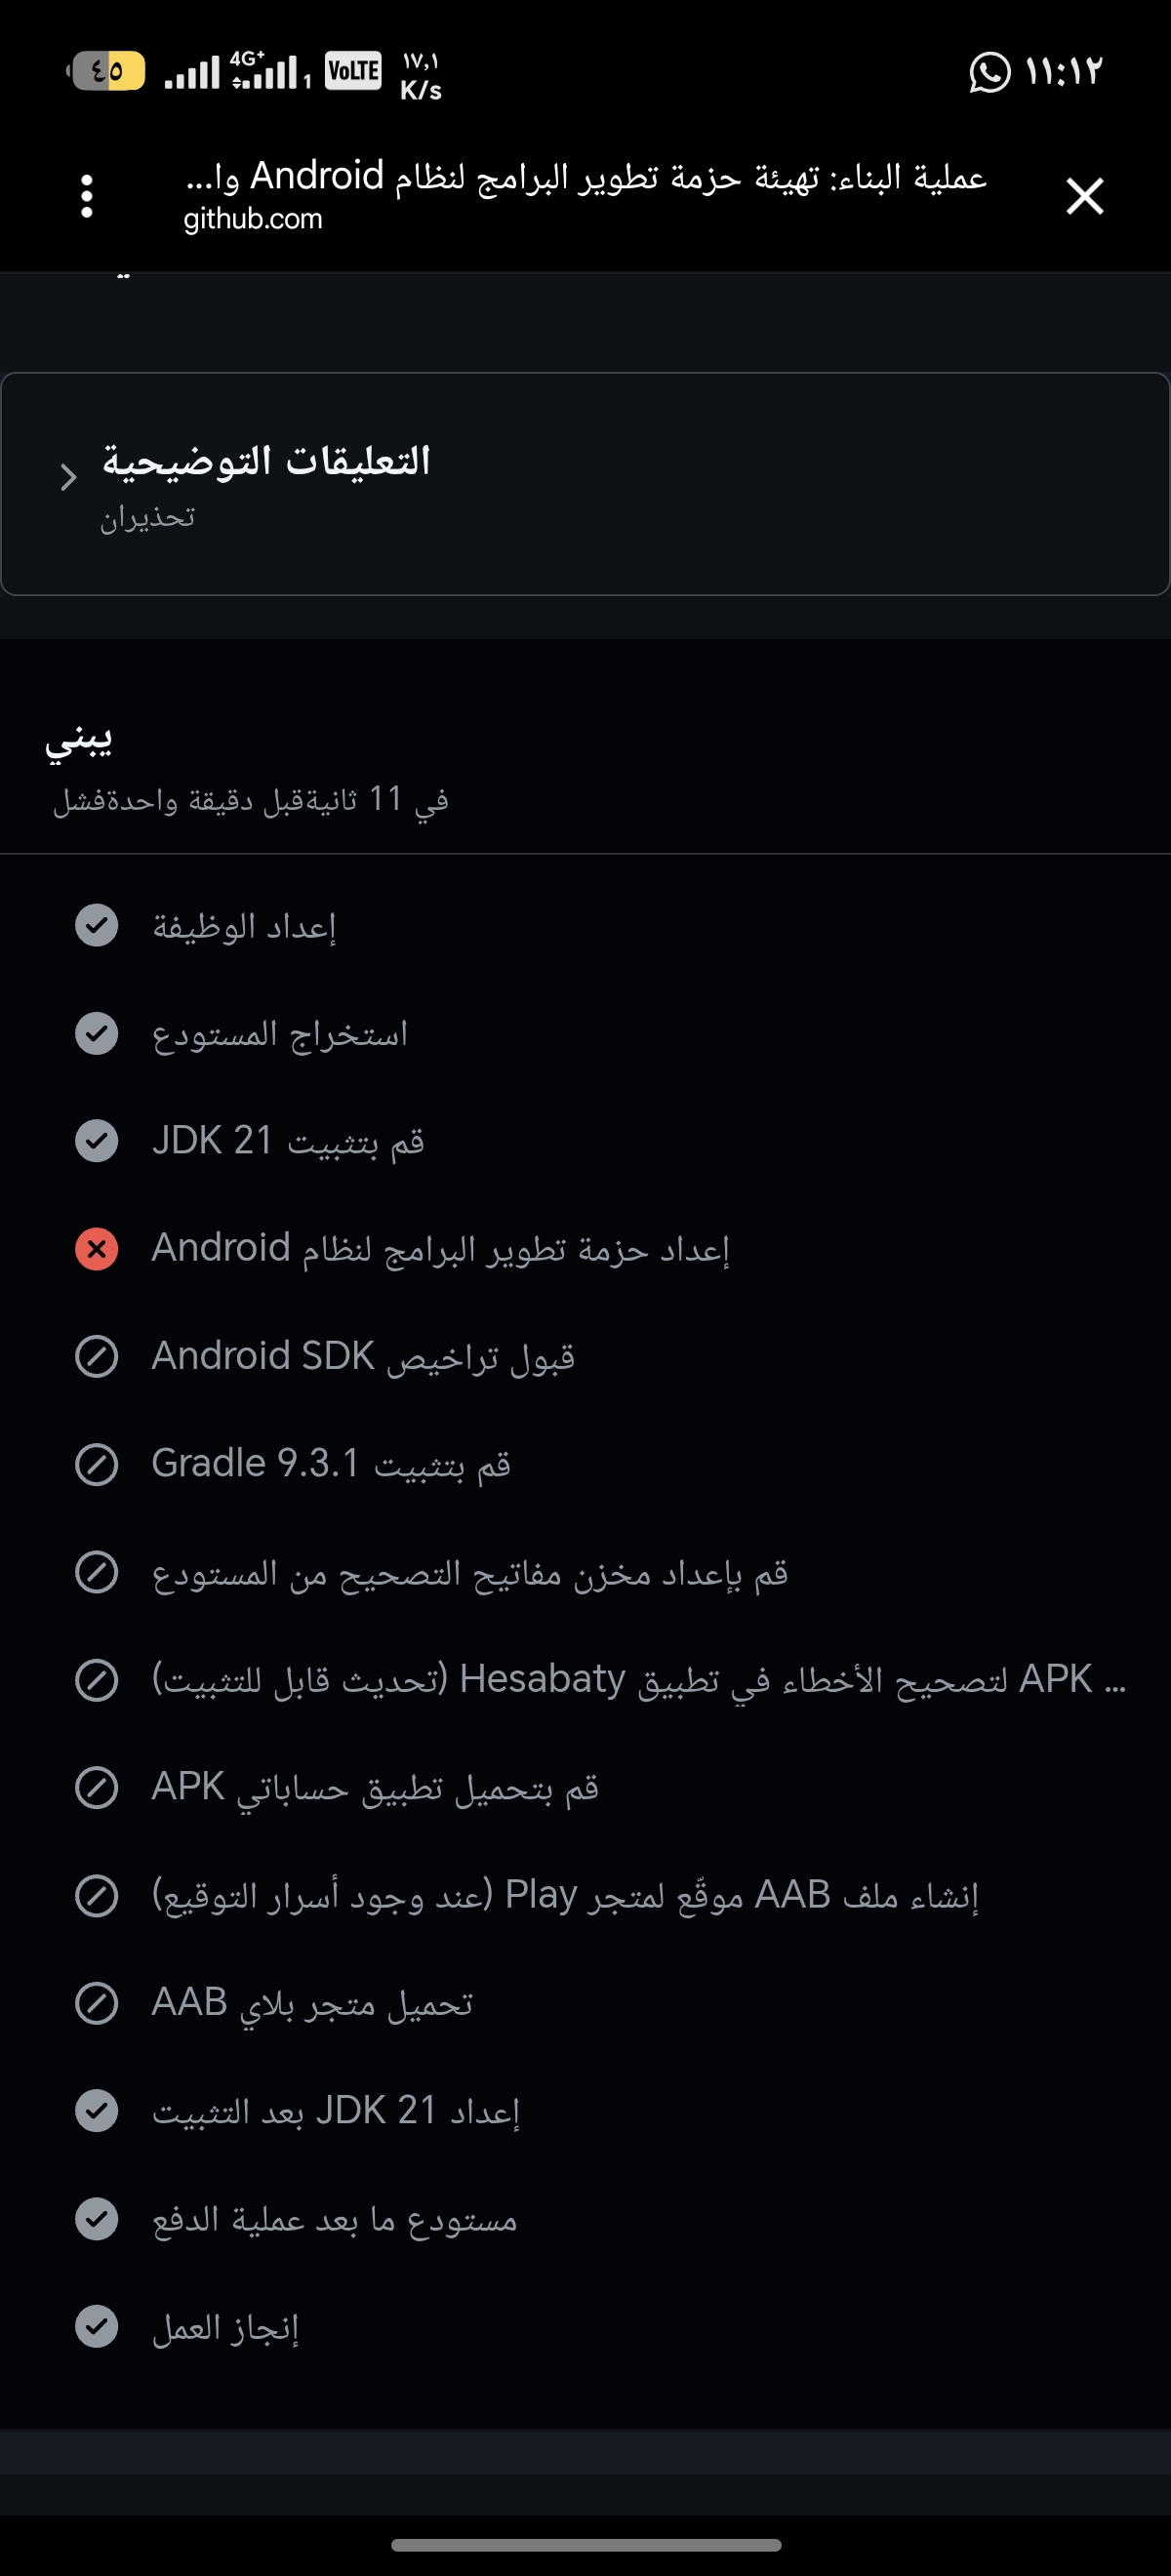 ١١:١٢
١٧,١ K/s
VoLTE
4G+
1
٤٥
عملية البناء: تهيئة حزمة تطوير البرامج لنظام Android وا...
github.com
التعليقات التوضيحية
تحذيران
يبني
في 11 ثانيةقبل دقيقة واحدةفشل
إعداد الوظيفة
استخراج المستودع
قم بتثبيت JDK 21
إعداد حزمة تطوير البرامج لنظام Android
قبول تراخيص Android SDK
قم بتثبيت Gradle 9.3.1
قم بإعداد مخزن مفاتيح التصحيح من المستودع
... APK لتصحيح الأخطاء في تطبيق Hesabaty (تحديث قابل للتثبيت)
قم بتحميل تطبيق حساباتي APK
إنشاء ملف AAB موقّع لمتجر Play (عند وجود أسرار التوقيع)
تحميل متجر بلاي AAB
إعداد JDK 21 بعد التثبيت
مستودع ما بعد عملية الدفع
إنجاز العمل